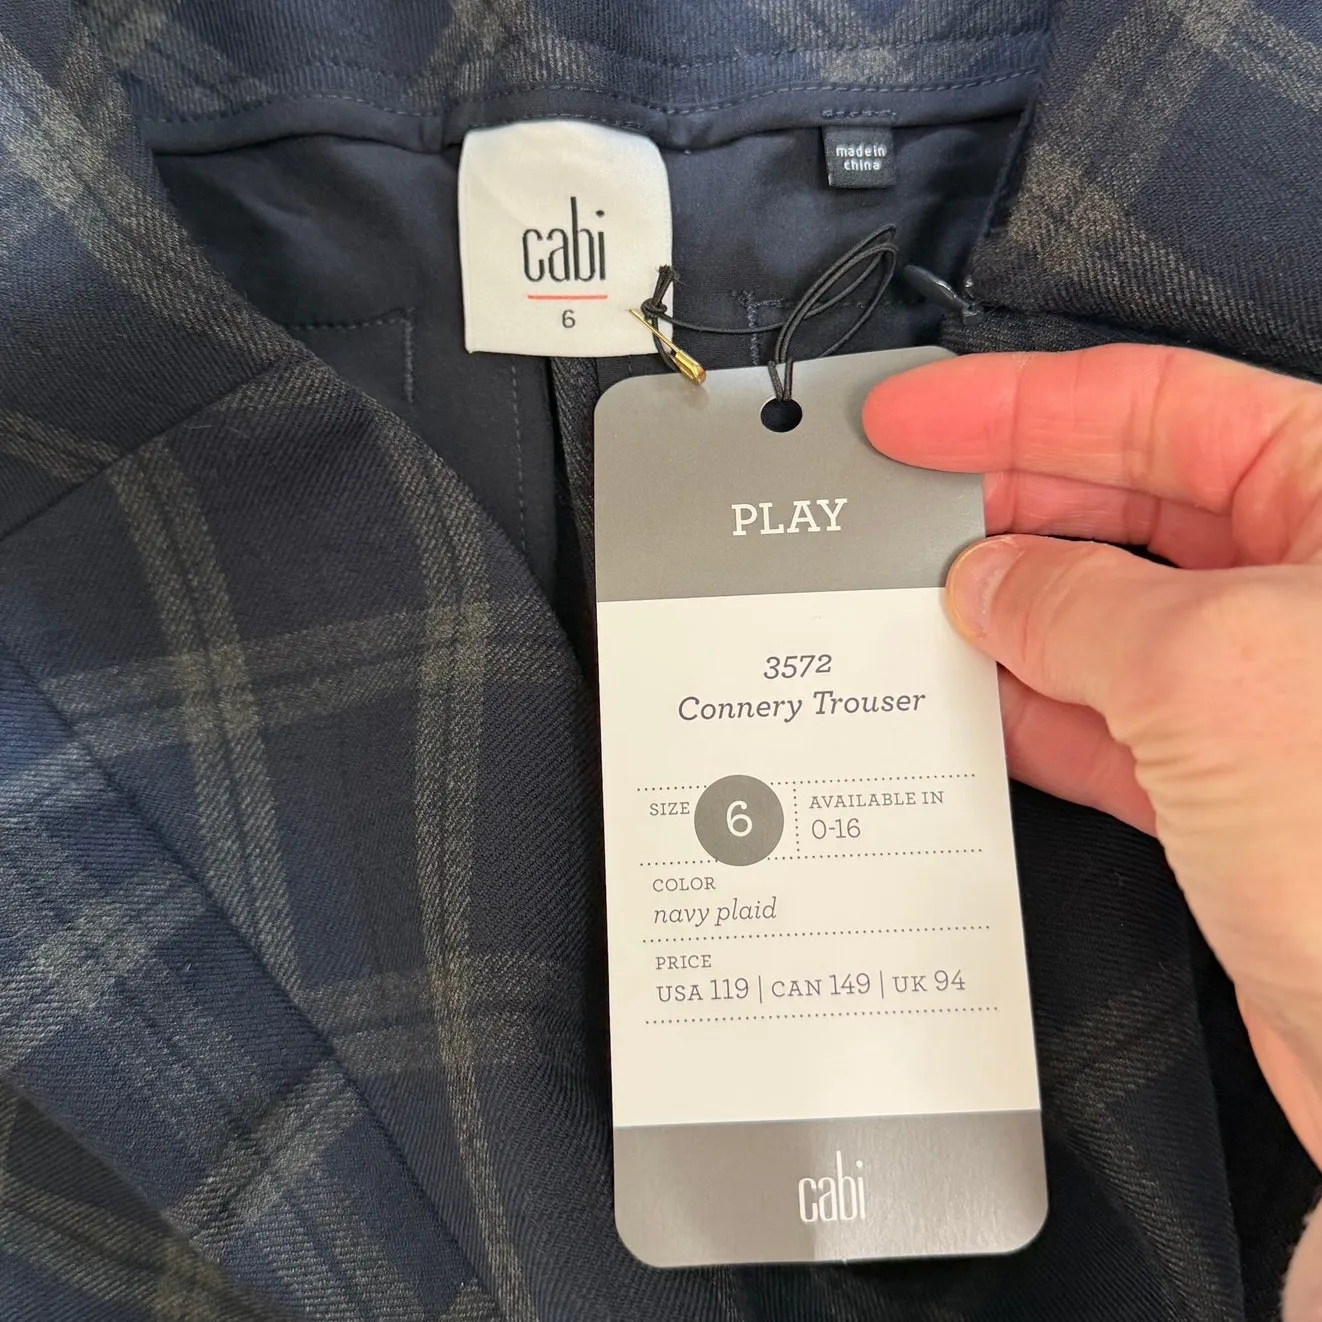 cabi
6
made in
china
PLAY
3572
Connery Trouser
SIZE 6
AVAILABLE IN
0-16
COLOR
navy plaid
PRICE
USA 119 | CAN 149 | UK 94
cabi